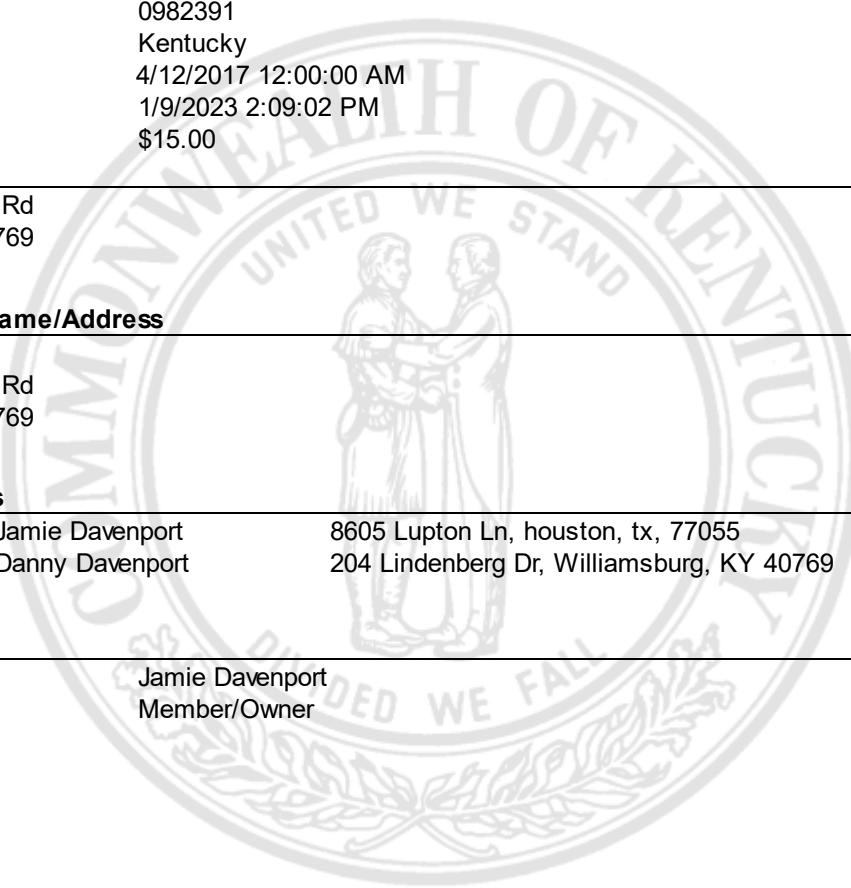 0982391
Kentucky
4/12/2017 12:00:00 AM
1/9/2023 2:09:02 PM
$15.00
Rd
769
ame/Address
Rd
769
s
Jamie Davenport 8605 Lupton Ln, houston, tx, 77055
Danny Davenport 204 Lindenberg Dr, Williamsburg, KY 40769
Jamie Davenport
Member/Owner
COMMONWEALTH OF KENTUCKY
UNITED WE STAND
DIVIDED WE FALL